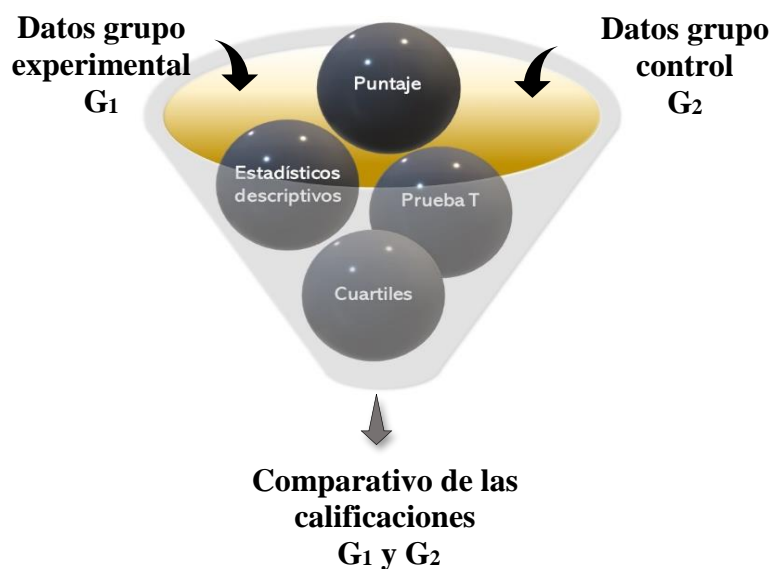 Datos grupo
experimental
G1
Datos grupo
control
G2
Puntaje
Estadísticos
descriptivos
Prueba T
Cuartiles
Comparativo de las
calificaciones
G1 y G2